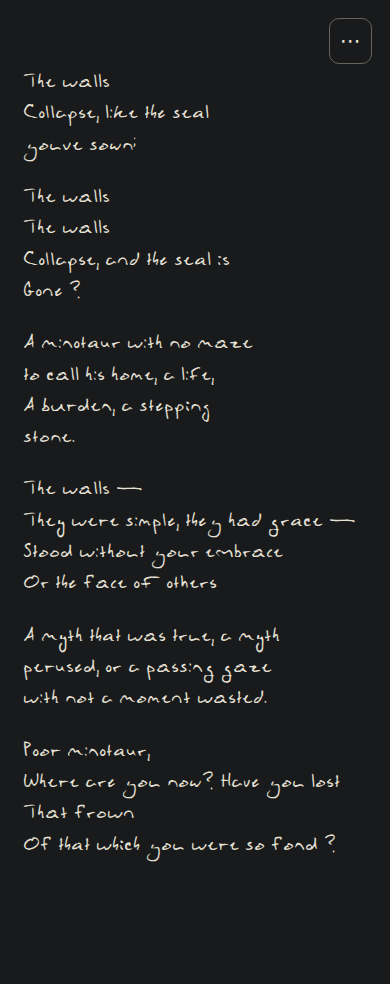 The walls
Collapse, like the seal
youve sown;
The walls
The walls
Collapse, and the seal is
Gone ?
A minotaur with no maze
to call his home, a life,
A burden, a stepping
stone.
The walls —
They were simple, they had grace —
Stood without your embrace
Or the face of others
A myth that was true, a myth
perused, or a passing gaze
with not a moment wasted.
Poor minotaur,
Where are you now? Have you lost
That frown
Of that which you were so fond ?